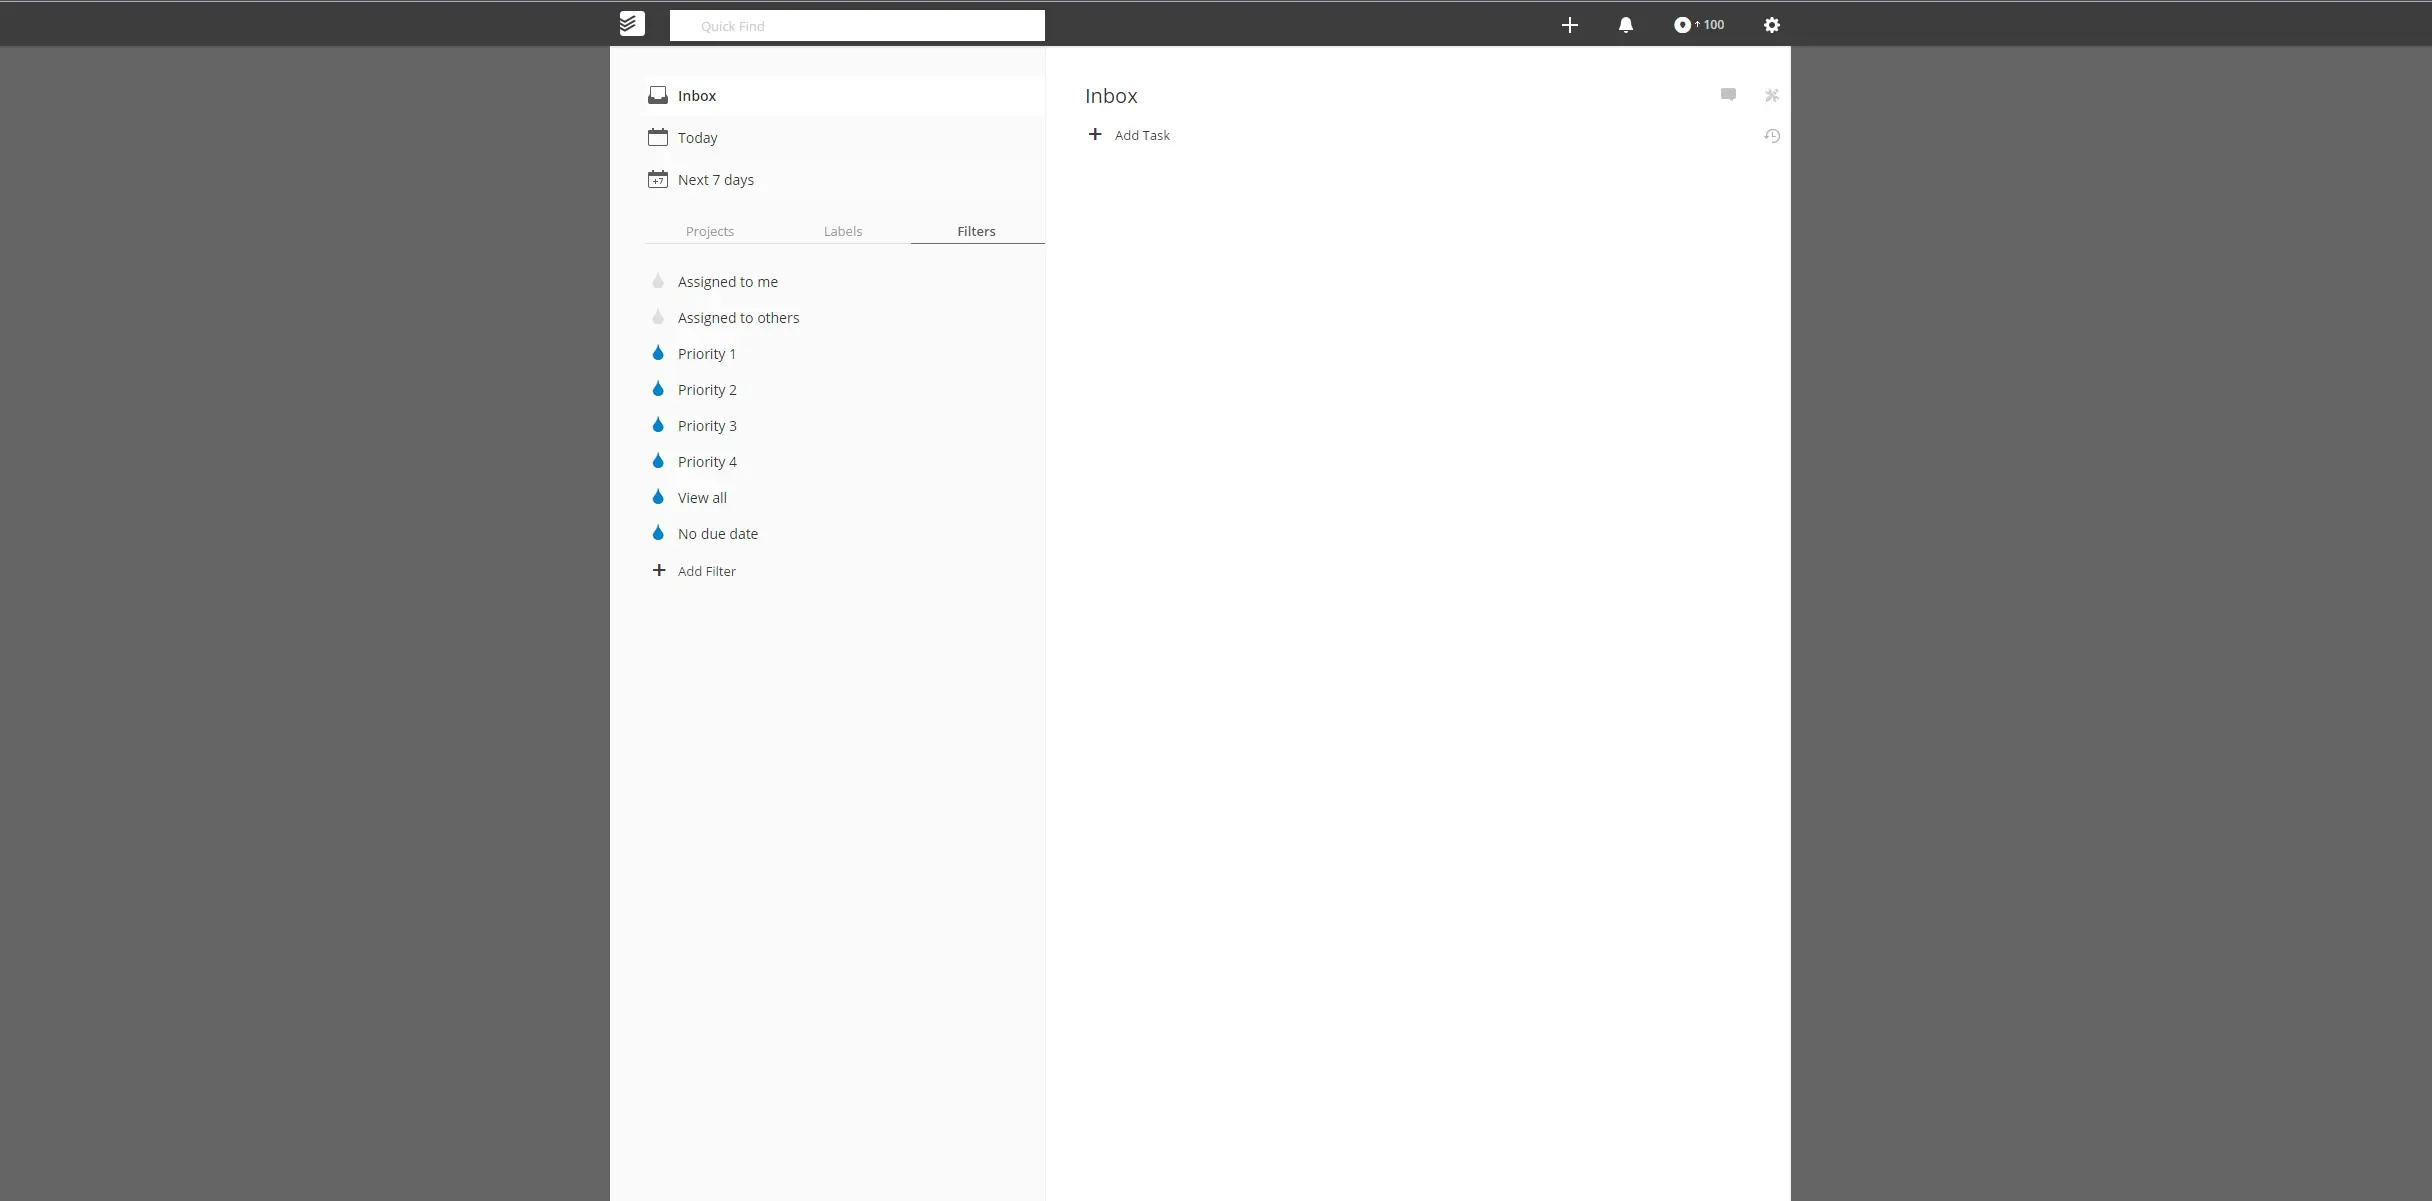 Quick Find
100
Inbox
Today
+7
Next 7 days
Projects
Labels
Filters
Assigned to me
Assigned to others
Priority 1
Priority 2
Priority 3
Priority 4
View all
No due date
Add Filter
Inbox
Add Task